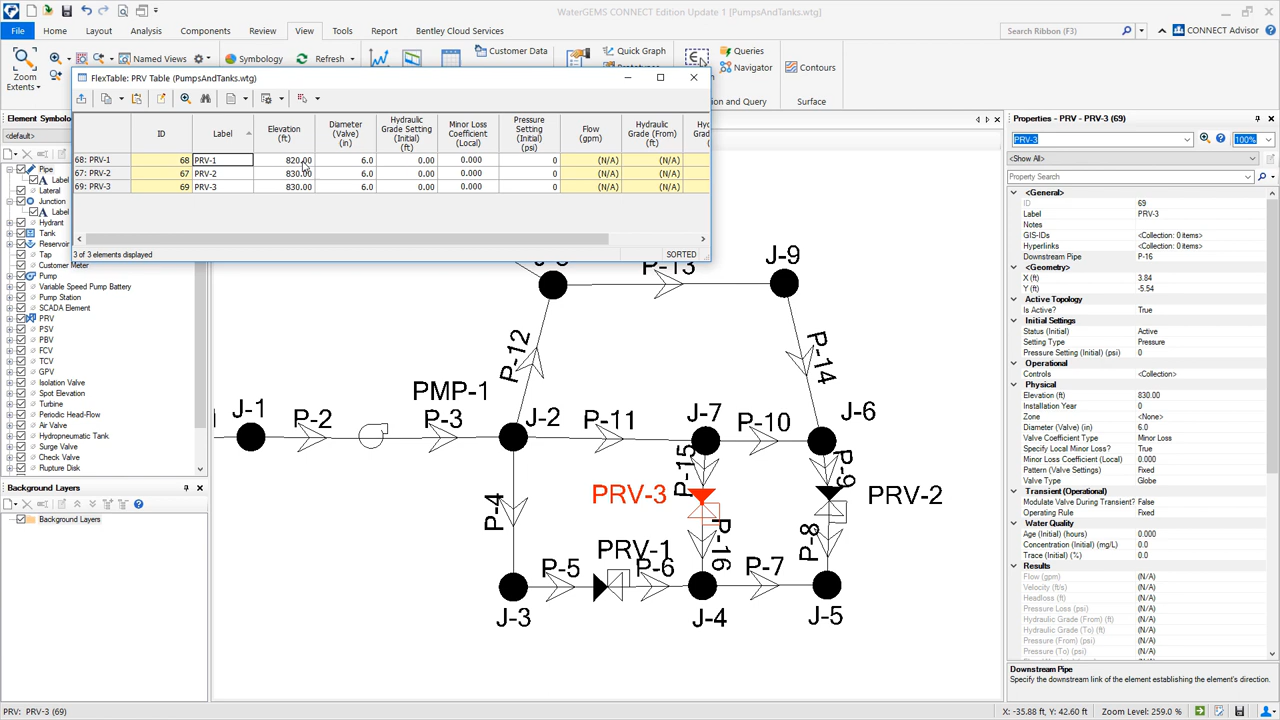 WaterGEMS CONNECT Edition Update 1 [PumpsAndTanks.wtg]
File Home Layout Analysis Components Review View Tools Report Bentley Cloud Services
Search Ribbon (F3)
CONNECT Advisor
Zoom Extents
Named Views
Symbology
Refresh
Customer Data
Quick Graph
Queries
Navigator
Contours
Surface
FlexTable: PRV Table (PumpsAndTanks.wtg)
ID Label Elevation (ft) Diameter (Valve) (in) Hydraulic Grade Setting (Initial) (ft) Minor Loss Coefficient (Local) Pressure Setting (Initial) (psi) Flow (gpm) Hydraulic Grade (From) (ft)
68: PRV-1 68 PRV-1 820.00 6.0 0.00 0.000 0 (N/A) (N/A)
67: PRV-2 67 PRV-2 830.00 6.0 0.00 0.000 0 (N/A) (N/A)
69: PRV-3 69 PRV-3 830.00 6.0 0.00 0.000 0 (N/A) (N/A)
3 of 3 elements displayed
SORTED
Element Symbolo
<default>
Pipe
Label
Lateral
Junction
Label
Hydrant
Tank
Reservoir
Tap
Customer Meter
Pump
Variable Speed Pump Battery
Pump Station
SCADA Element
PRV
PSV
PBV
FCV
TCV
GPV
Isolation Valve
Spot Elevation
Turbine
Periodic Head-Flow
Air Valve
Hydropneumatic Tank
Surge Valve
Check Valve
Rupture Disk
Background Layers
Background Layers
P-13
J-9
P-12
P-14
PMP-1
J-1
P-2
P-3
J-2
P-11
J-7
P-10
J-6
P-15
P-9
PRV-3
PRV-2
P-4
PRV-1
P-16
P-8
P-5
P-6
P-7
J-3
J-4
J-5
Properties - PRV - PRV-3 (69)
PRV-3
100%
<Show All>
Property Search
<General>
ID 69
Label PRV-3
Notes
GIS-IDs <Collection: 0 items>
Hyperlinks <Collection: 0 items>
Downstream Pipe P-16
<Geometry>
X (ft) 3.84
Y (ft) -5.54
Active Topology
Is Active? True
Initial Settings
Status (Initial) Active
Setting Type Pressure
Pressure Setting (Initial) (psi) 0
Operational
Controls <Collection>
Physical
Elevation (ft) 830.00
Installation Year 0
Zone <None>
Diameter (Valve) (in) 6.0
Valve Coefficient Type Minor Loss
Specify Local Minor Loss? True
Minor Loss Coefficient (Local) 0.000
Pattern (Valve Settings) Fixed
Valve Type Globe
Transient (Operational)
Modulate Valve During Transient? False
Operating Rule Fixed
Water Quality
Age (Initial) (hours) 0.000
Concentration (Initial) (mg/L) 0.0
Trace (Initial) (%) 0.0
Results
Flow (gpm) (N/A)
Velocity (ft/s) (N/A)
Headloss (ft) (N/A)
Pressure Loss (psi) (N/A)
Hydraulic Grade (From) (ft) (N/A)
Hydraulic Grade (To) (ft) (N/A)
Pressure (From) (psi) (N/A)
Pressure (To) (psi) (N/A)
Downstream Pipe
Specify the downstream link of the element establishing the element's direction.
PRV: PRV-3 (69)
X: -35.88 ft, Y: 42.60 ft
Zoom Level: 259.0 %